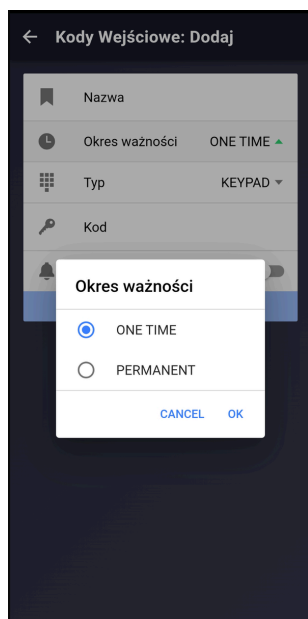 Kody Wejściowe: Dodaj
Nazwa
Okres ważności ONE TIME
Typ KEYPAD
Kod
Okres ważności
ONE TIME
PERMANENT
CANCEL OK